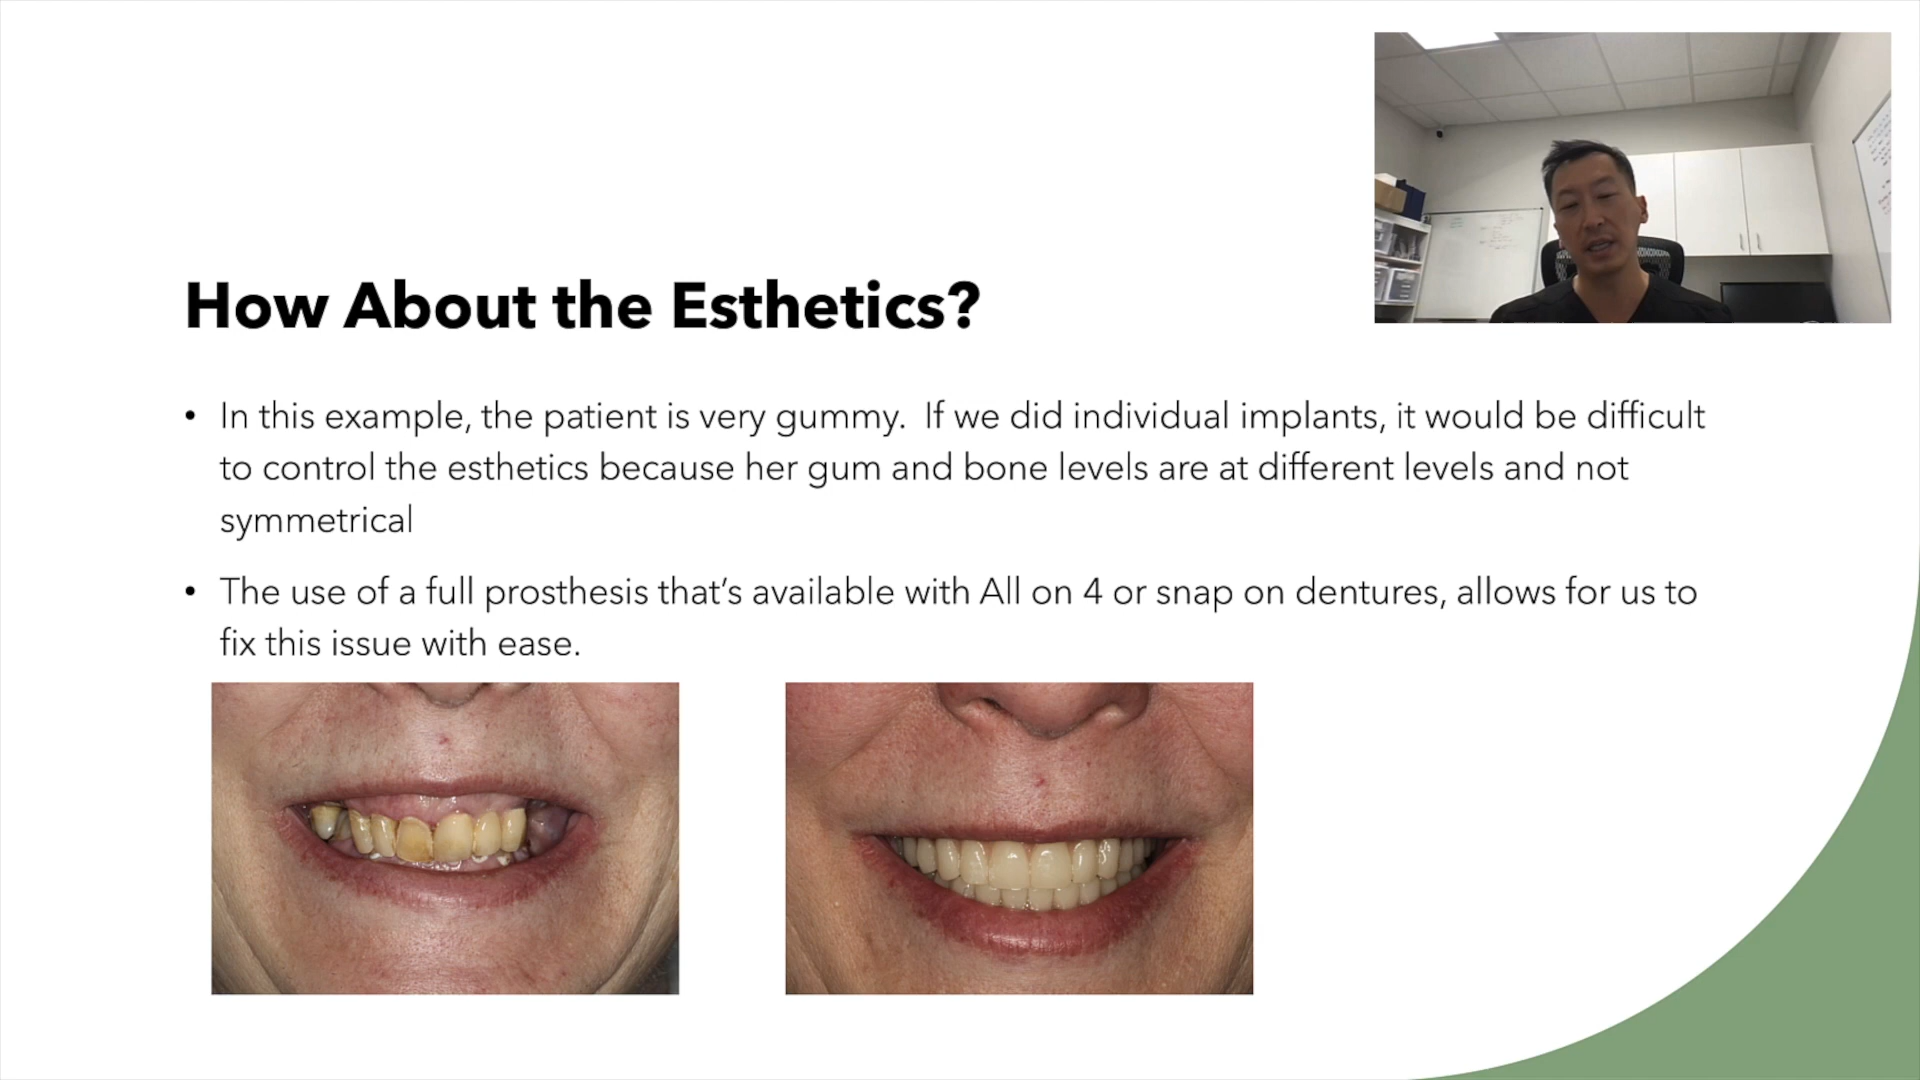 How About the Esthetics?
• In this example, the patient is very gummy.  If we did individual implants, it would be difficult
to control the esthetics because her gum and bone levels are at different levels and not
symmetrical
• The use of a full prosthesis that’s available with All on 4 or snap on dentures, allows for us to
fix this issue with ease.